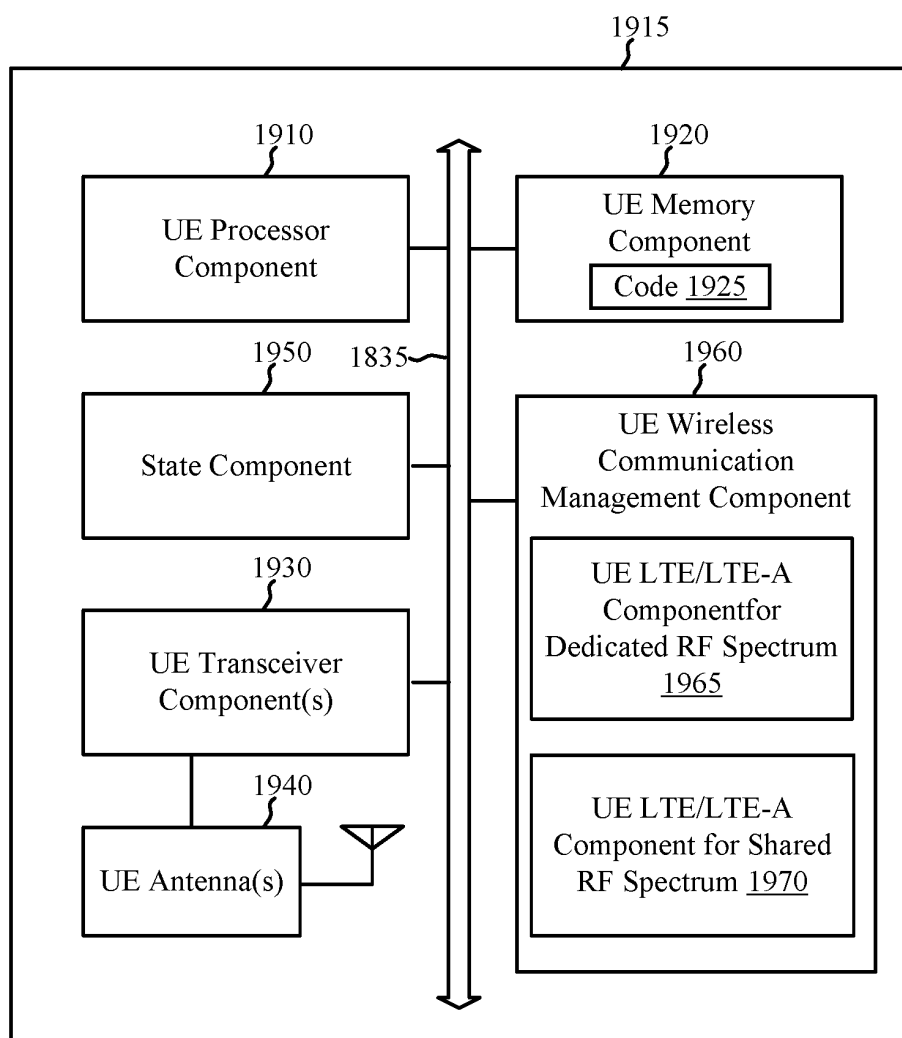 1915
1910
UE Processor
Component
1920
UE Memory
Component
Code 1925
1835
1950
State Component
1960
UE Wireless
Communication
Management Component
UE LTE/LTE-A
Componentfor
Dedicated RF Spectrum
1965
1930
UE Transceiver
Component(s)
UE LTE/LTE-A
Component for Shared
RF Spectrum 1970
1940
UE Antenna(s)